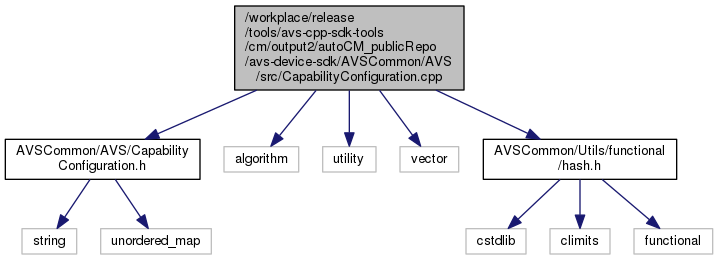 /workplace/release
/tools/avs-cpp-sdk-tools
/cm/output2/autoCM_publicRepo
/avs-device-sdk/AVSCommon/AVS
/src/CapabilityConfiguration.cpp
AVSCommon/AVS/Capability
Configuration.h
algorithm
utility
vector
AVSCommon/Utils/functional
/hash.h
string
unordered_map
cstdlib
climits
functional